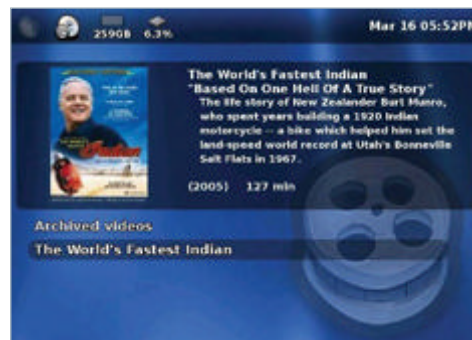 259GB 6.3% Mar 16 05:52PM
The World's Fastest Indian
"Based On One Hell Of A True Story"
The life story of New Zealander Burt Munro,
who spent years building a 1920 Indian
motorcycle -- a bike which helped him set the
land-speed world record at Utah's Bonneville
Salt Flats in 1967.
Indian
(2005) 127 min
Archived videos
The World's Fastest Indian